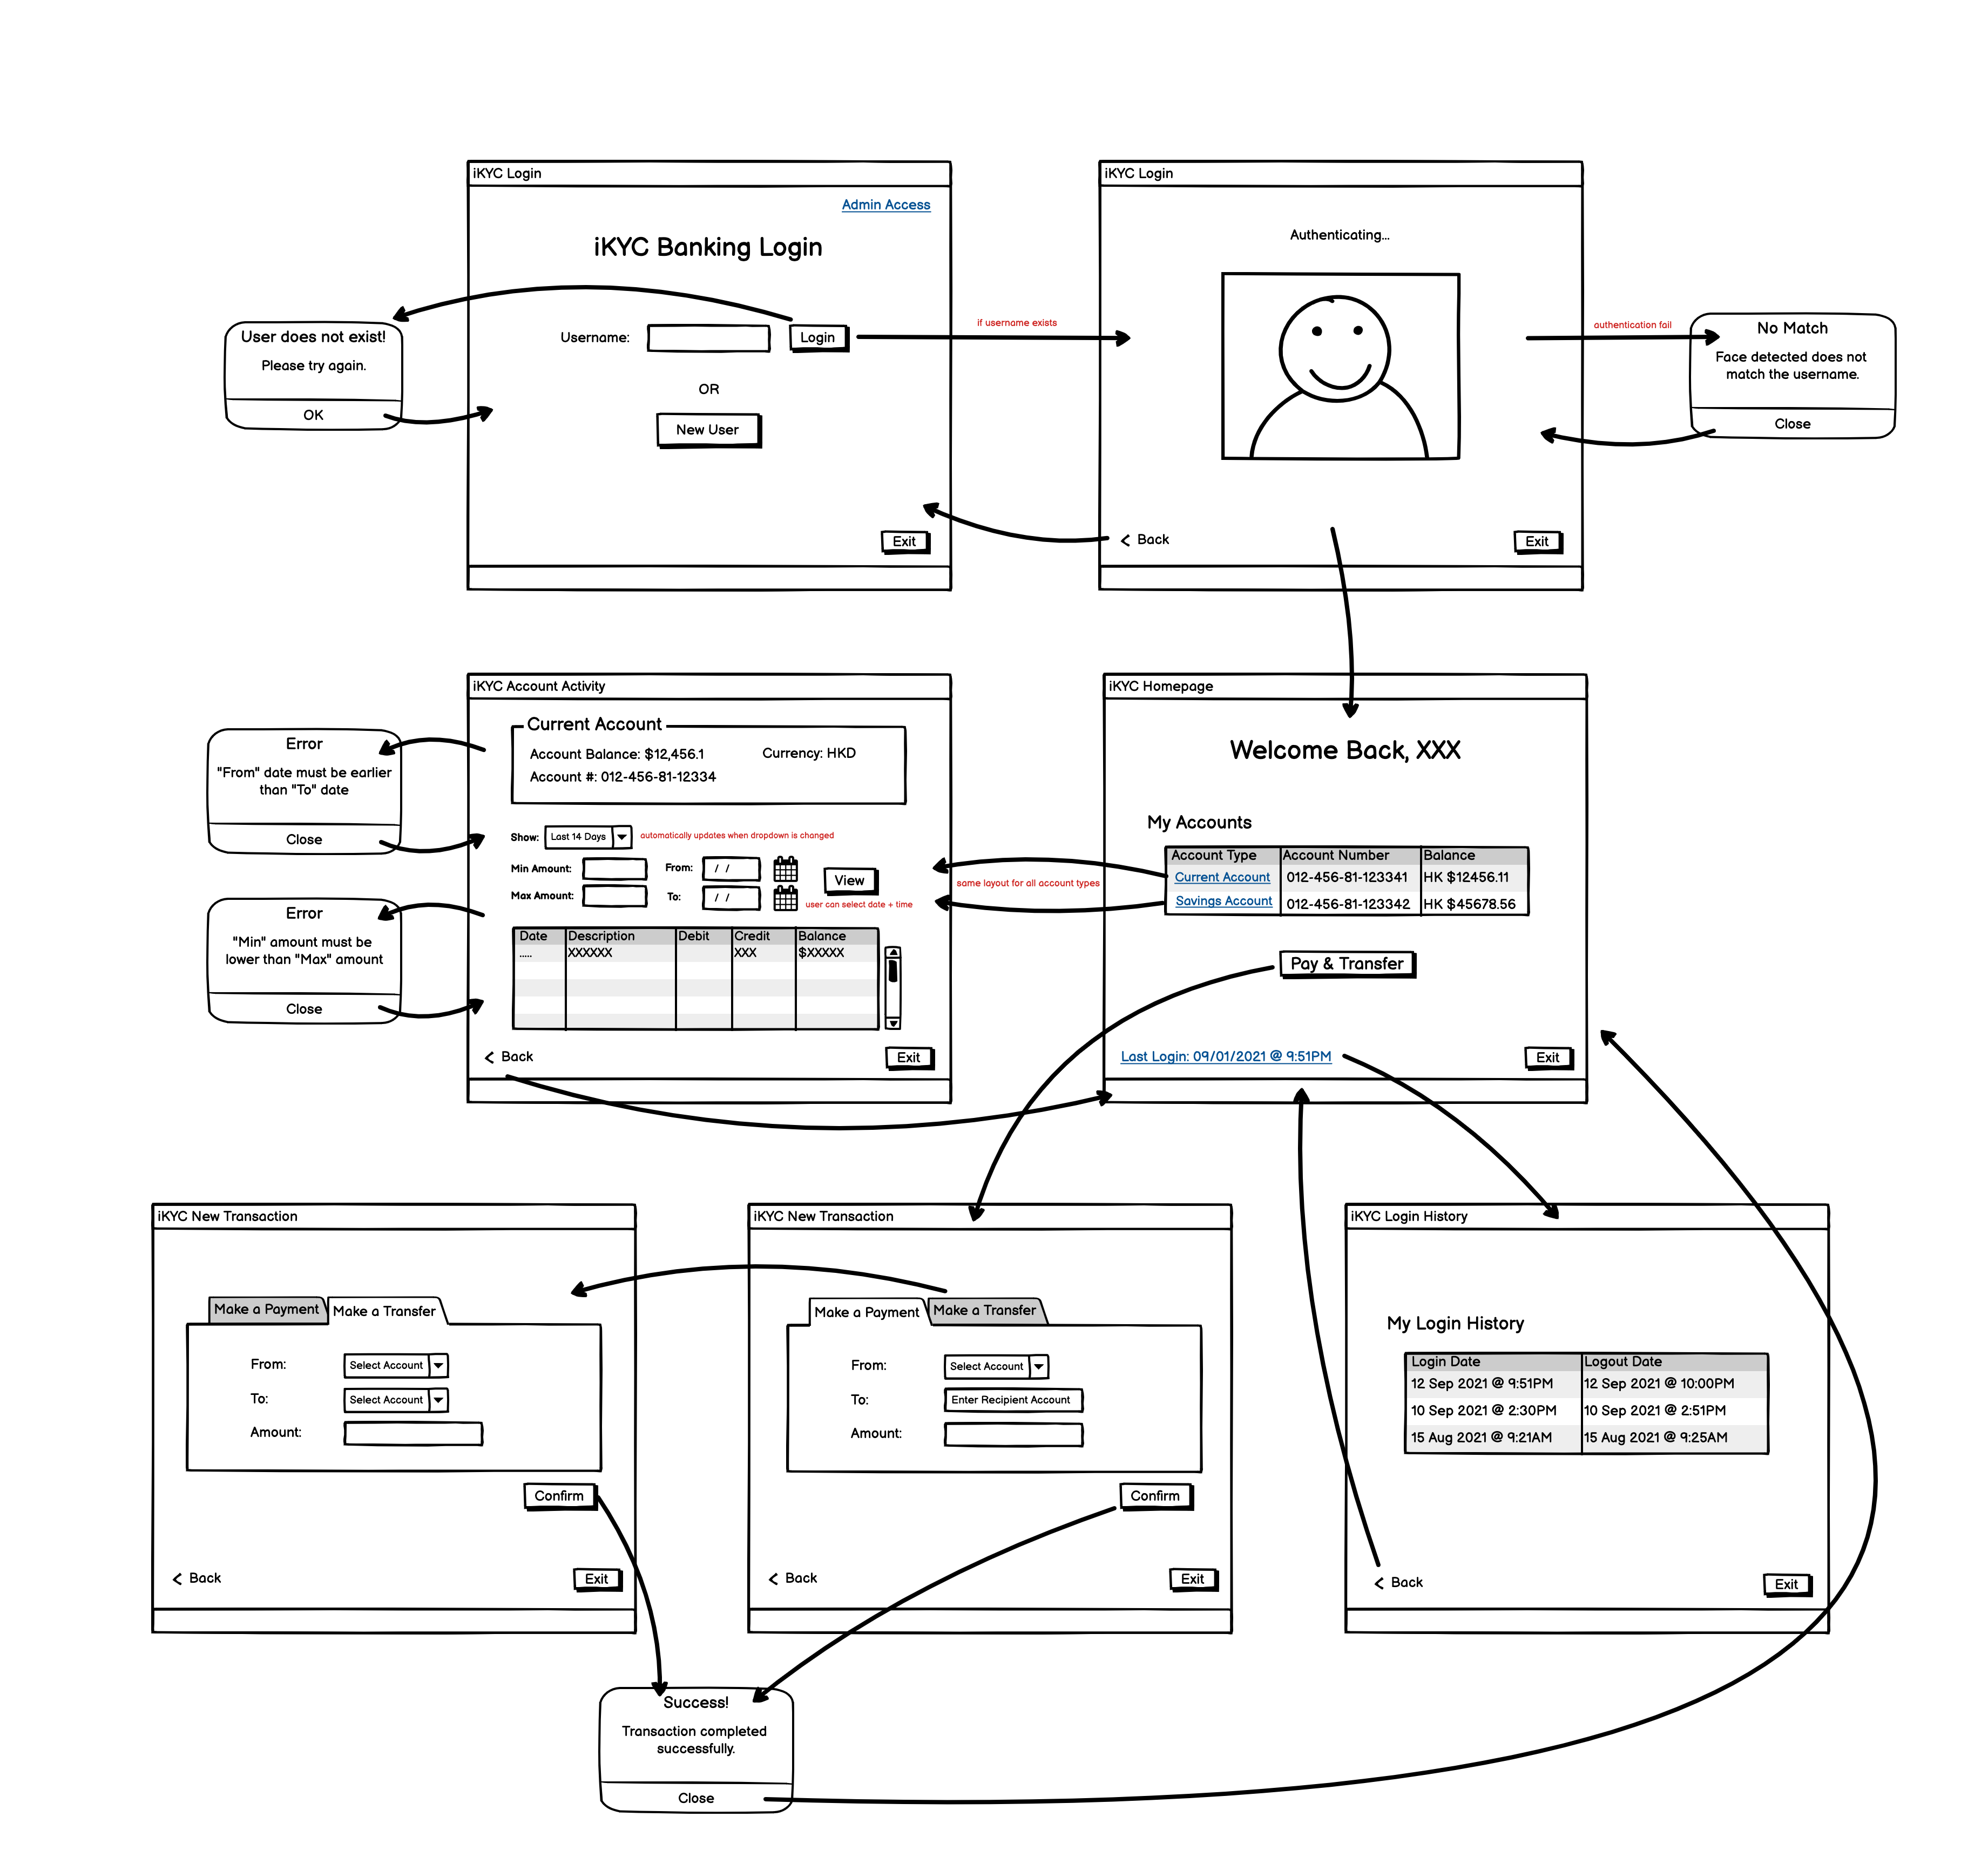 iKYC Login
Admin Access
iKYC Banking Login
Username:
Login
OR
New User
Exit
User does not exist!
Please try again.
OK
if username exists
iKYC Login
Authenticating...
Back
Exit
authentication fail
No Match
Face detected does not
match the username.
Close
iKYC Account Activity
Current Account
Account Balance: $12,456.1
Currency: HKD
Account #: 012-456-81-12334
Show:
Last 14 Days
automatically updates when dropdown is changed
Min Amount:
From:
/ /
Max Amount:
To:
/ /
View
user can select date + time
Date Description Debit Credit Balance
..... XXXXXX XXX $XXXXX
Back
Exit
Error
"From" date must be earlier
than "To" date
Close
Error
"Min" amount must be
lower than "Max" amount
Close
same layout for all account types
iKYC Homepage
Welcome Back, XXX
My Accounts
Account Type Account Number Balance
Current Account 012-456-81-123341 HK $12456.11
Savings Account 012-456-81-123342 HK $45678.56
Pay & Transfer
Last Login: 09/01/2021 @ 9:51PM
Exit
iKYC New Transaction
Make a Payment
Make a Transfer
From:
Select Account
To:
Select Account
Amount:
Confirm
Back
Exit
iKYC New Transaction
Make a Payment
Make a Transfer
From:
Select Account
To:
Enter Recipient Account
Amount:
Confirm
Back
Exit
iKYC Login History
My Login History
Login Date Logout Date
12 Sep 2021 @ 9:51PM 12 Sep 2021 @ 10:00PM
10 Sep 2021 @ 2:30PM 10 Sep 2021 @ 2:51PM
15 Aug 2021 @ 9:21AM 15 Aug 2021 @ 9:25AM
Back
Exit
Success!
Transaction completed
successfully.
Close